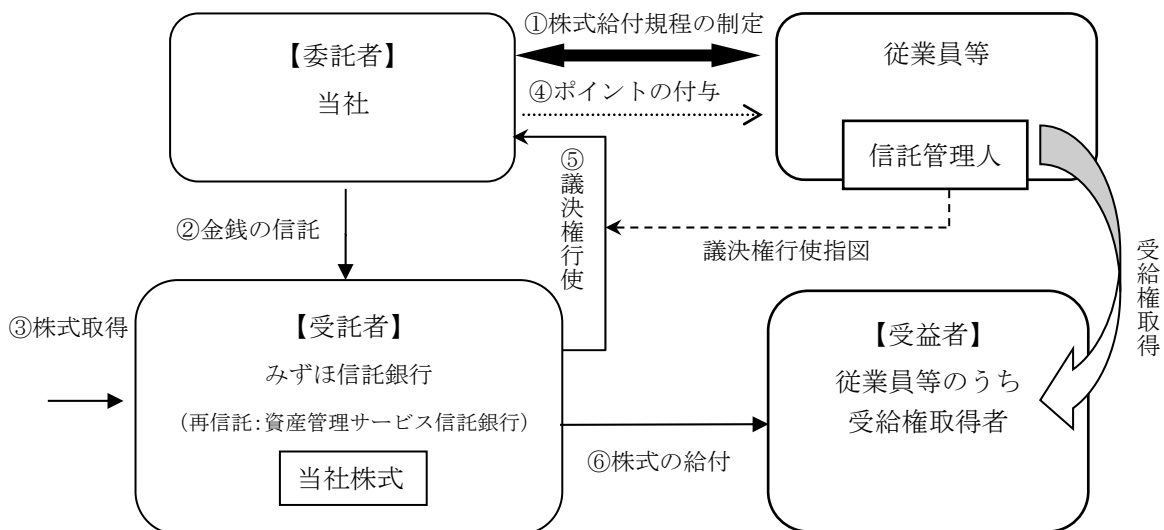 ①株式給付規程の制定
【委託者】
当社
従業員等
④ポイントの付与
信託管理人
⑤議決権行使
②金銭の信託
議決権行使指図
受給権取得
③株式取得
【受託者】
みずほ信託銀行
(再信託:資産管理サービス信託銀行)
当社株式
【受益者】
従業員等のうち
受給権取得者
⑥株式の給付